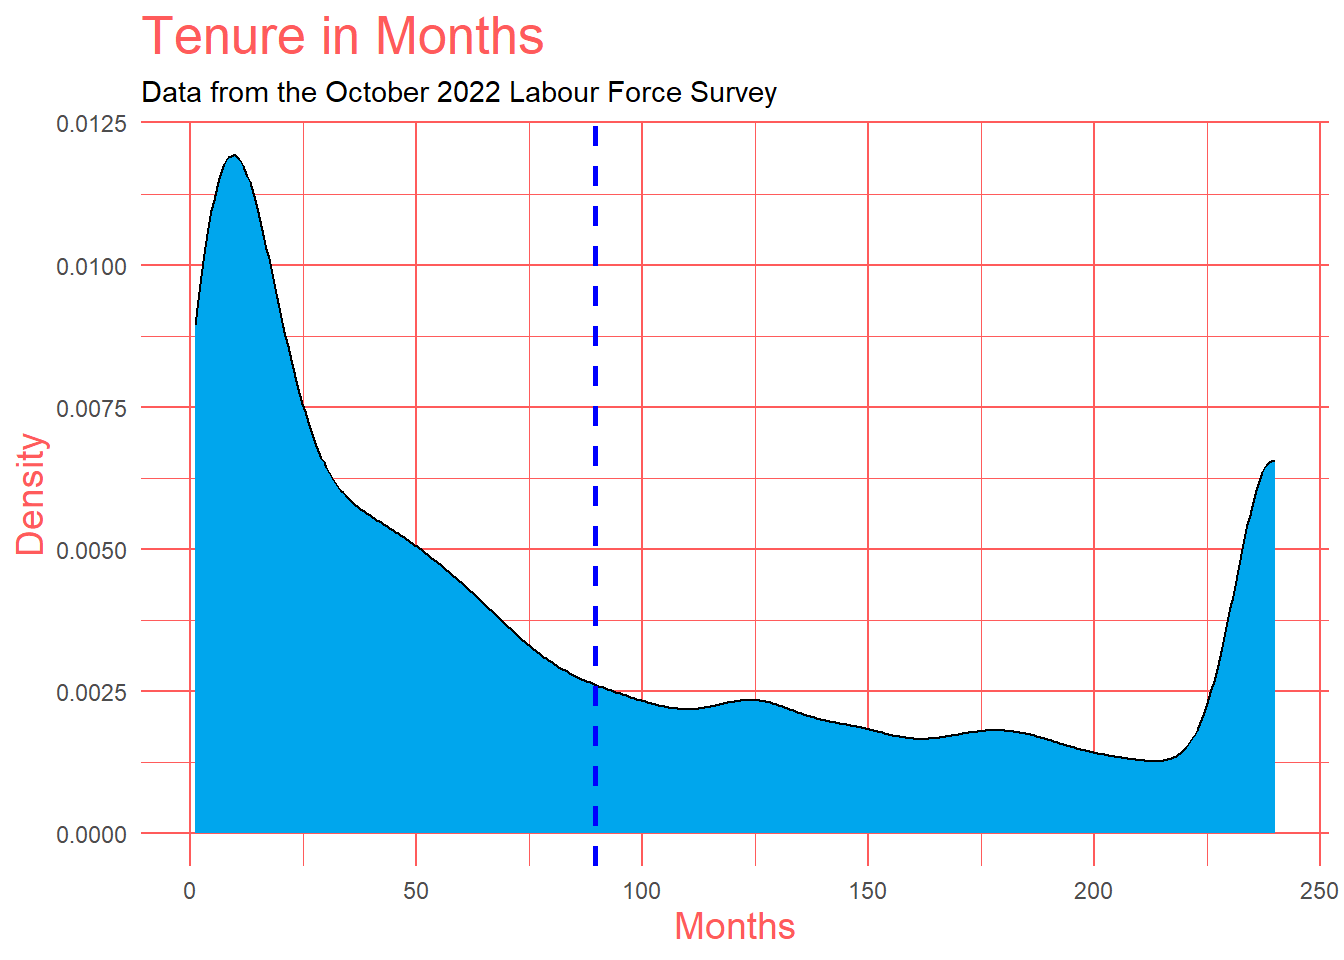 Tenure in Months
Data from the October 2022 Labour Force Survey
0.0125
0.0100
0.0075
0.0050
0.0025
0.0000
Density
0 50 100 150 200 250
Months